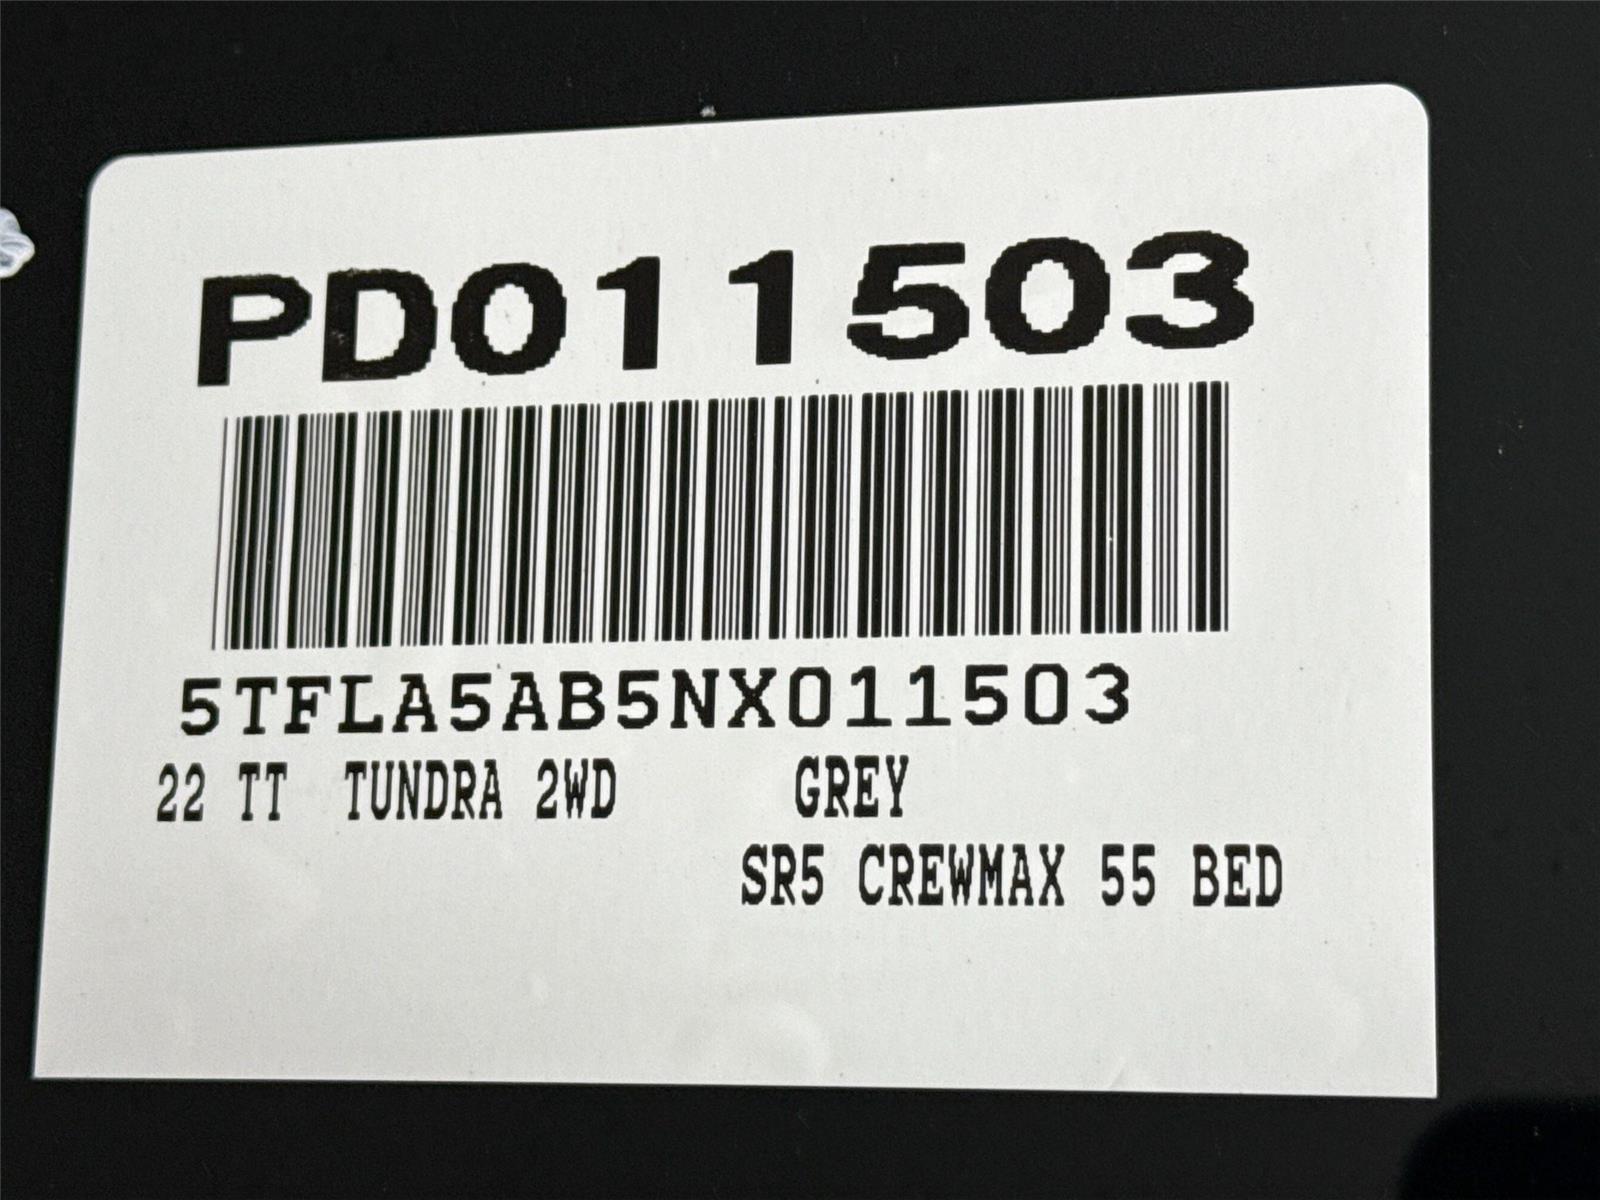 PD011503
5TFLA5AB5NX011503
22 TT TUNDRA 2WD GREY
SR5 CREWMAX 55 BED